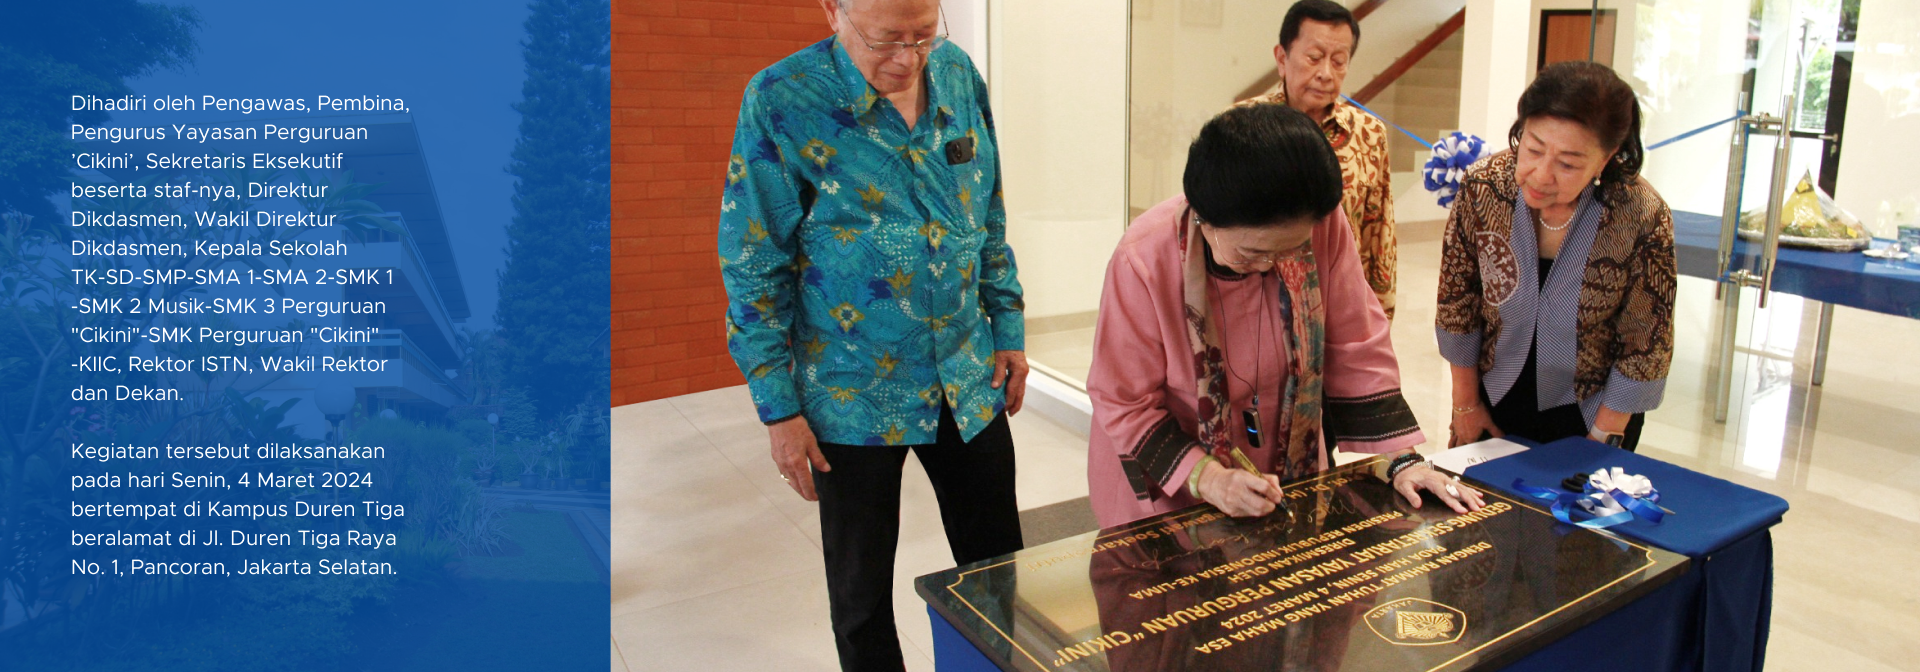 Dihadiri oleh Pengawas, Pembina,
Pengurus Yayasan Perguruan
’Cikini’, Sekretaris Eksekutif
beserta staf-nya, Direktur
Dikdasmen, Wakil Direktur
Dikdasmen, Kepala Sekolah
TK-SD-SMP-SMA 1-SMA 2-SMK 1
-SMK 2 Musik-SMK 3 Perguruan
"Cikini"-SMK Perguruan "Cikini"
-KIIC, Rektor ISTN, Wakil Rektor
dan Dekan.
Kegiatan tersebut dilaksanakan
pada hari Senin, 4 Maret 2024
bertempat di Kampus Duren Tiga
beralamat di Jl. Duren Tiga Raya
No. 1, Pancoran, Jakarta Selatan.
JAKARTA
DENGAN RAHMAT TUHAN YANG MAHA ESA
PADA HARI SENIN, 4 MARET 2024
GEDUNG SEKRETARIAT YAYASAN PERGURUAN "CIKINI"
DIRESMIKAN OLEH
PRESIDEN REPUBLIK INDONESIA KE-LIMA